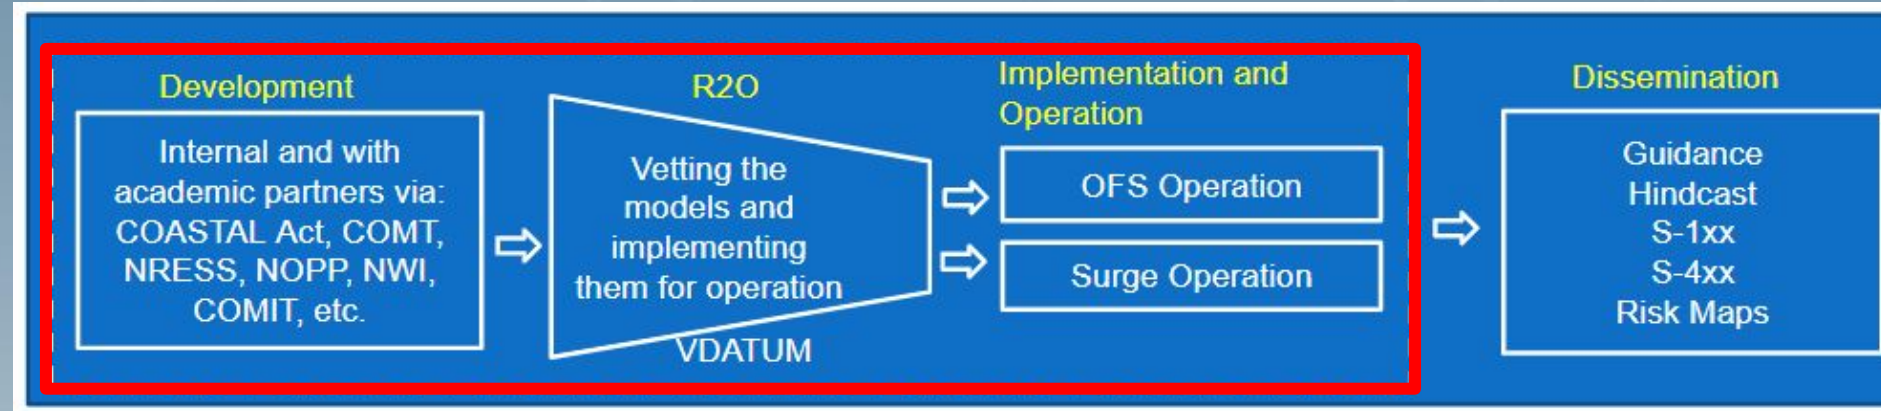 Development
Internal and with
academic partners via:
COASTAL Act, COMT,
NRESS, NOPP, NWI,
COMIT, etc.
R2O
Vetting the
models and
implementing
them for operation
VDATUM
Implementation and
Operation
OFS Operation
Surge Operation
Dissemination
Guidance
Hindcast
S-1xx
S-4xx
Risk Maps